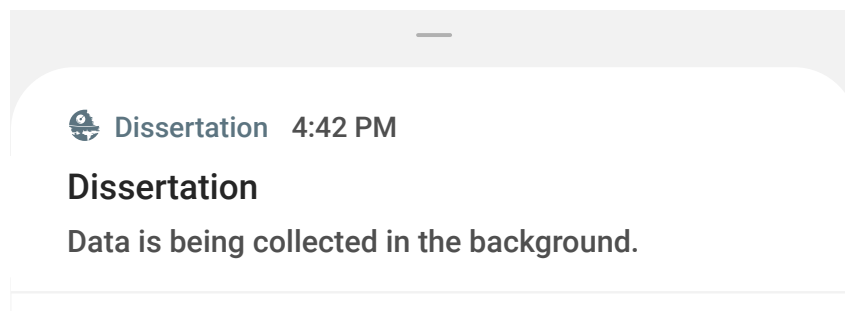 Dissertation 4:42 PM
Dissertation
Data is being collected in the background.